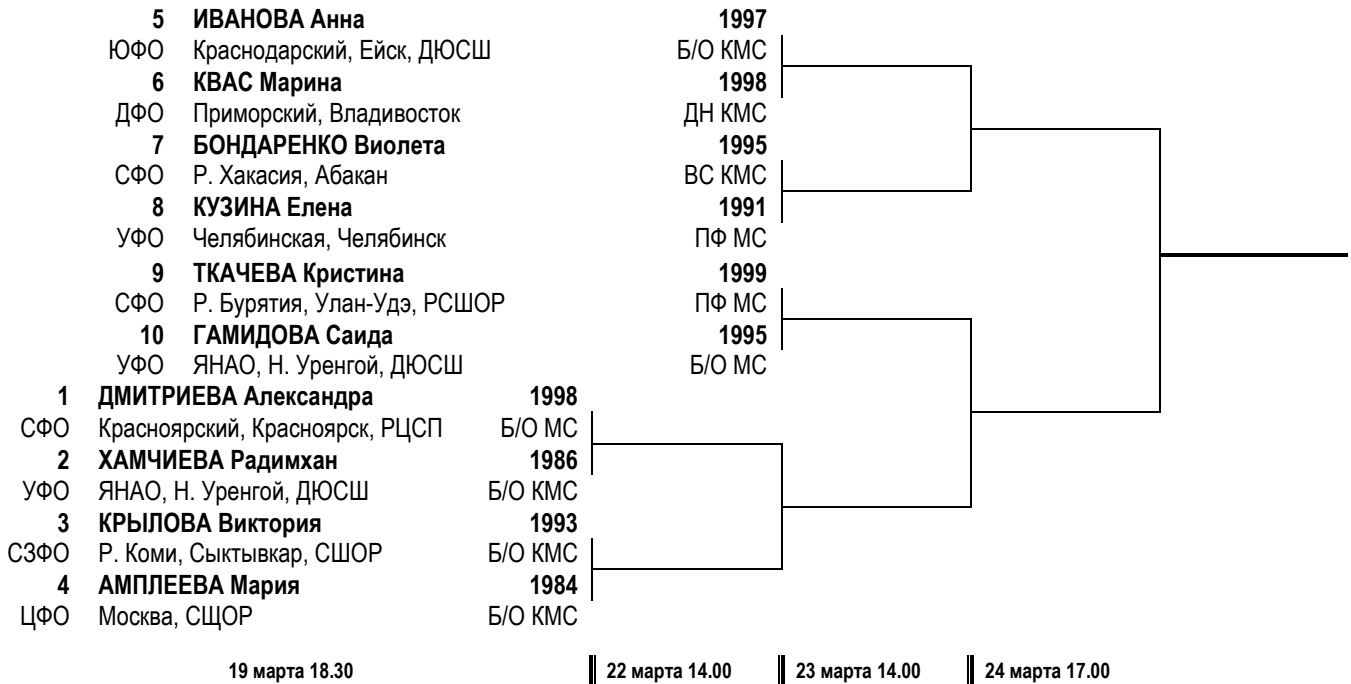 5 ИВАНОВА Анна 1997
ЮФО Краснодарский, Ейск, ДЮСШ Б/О КМС
6 КВАС Марина 1998
ДФО Приморский, Владивосток ДН КМС
7 БОНДАРЕНКО Виолета 1995
СФО Р. Хакасия, Абакан ВС КМС
8 КУЗИНА Елена 1991
УФО Челябинская, Челябинск ПФ МС
9 ТКАЧЕВА Кристина 1999
СФО Р. Бурятия, Улан-Удэ, РСШОР ПФ МС
10 ГАМИДОВА Саида 1995
УФО ЯНАО, Н. Уренгой, ДЮСШ Б/О МС
1 ДМИТРИЕВА Александра 1998
СФО Красноярский, Красноярск, РЦСП Б/О МС
2 ХАМЧИЕВА Радимхан 1986
УФО ЯНАО, Н. Уренгой, ДЮСШ Б/О КМС
3 КРЫЛОВА Виктория 1993
СЗФО Р. Коми, Сыктывкар, СШОР Б/О КМС
4 АМПЛЕЕВА Мария 1984
ЦФО Москва, СЩОР Б/О КМС
19 марта 18.30 22 марта 14.00 23 марта 14.00 24 марта 17.00